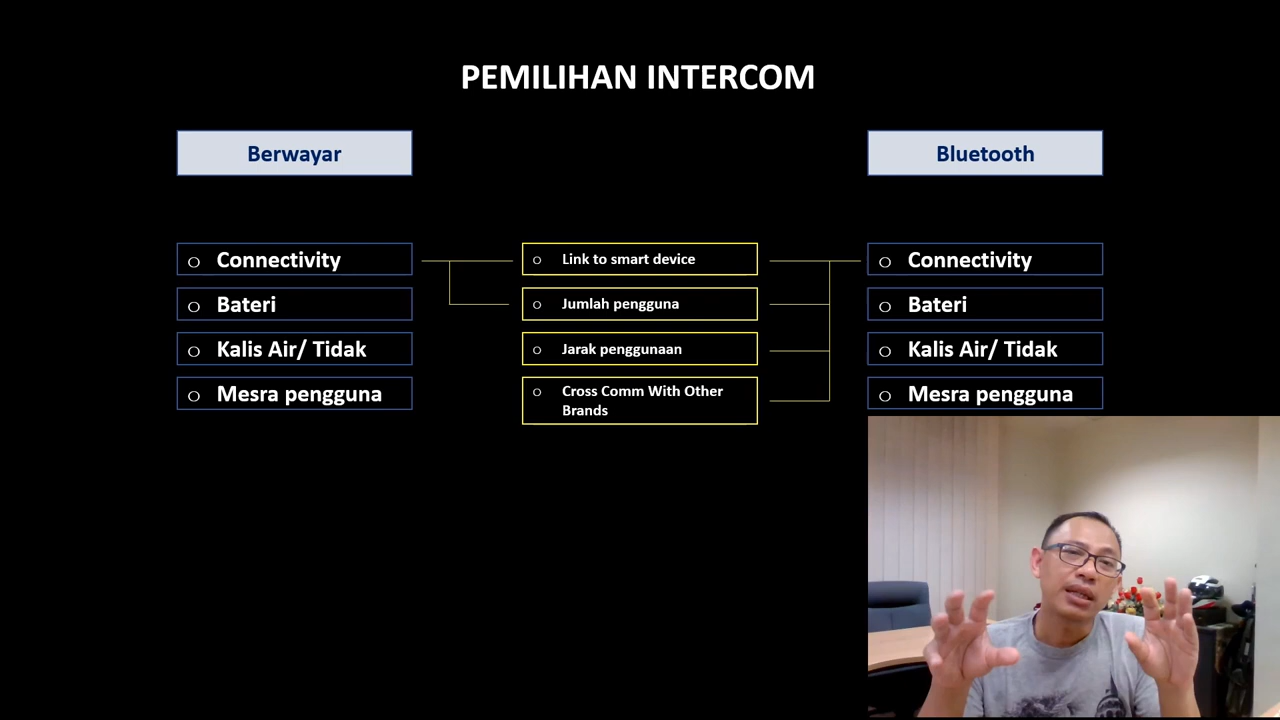 PEMILIHAN INTERCOM
Berwayar
Bluetooth
Connectivity
Bateri
Kalis Air/ Tidak
Mesra pengguna
Link to smart device
Jumlah pengguna
Jarak penggunaan
Cross Comm With Other
Brands
Connectivity
Bateri
Kalis Air/ Tidak
Mesra pengguna